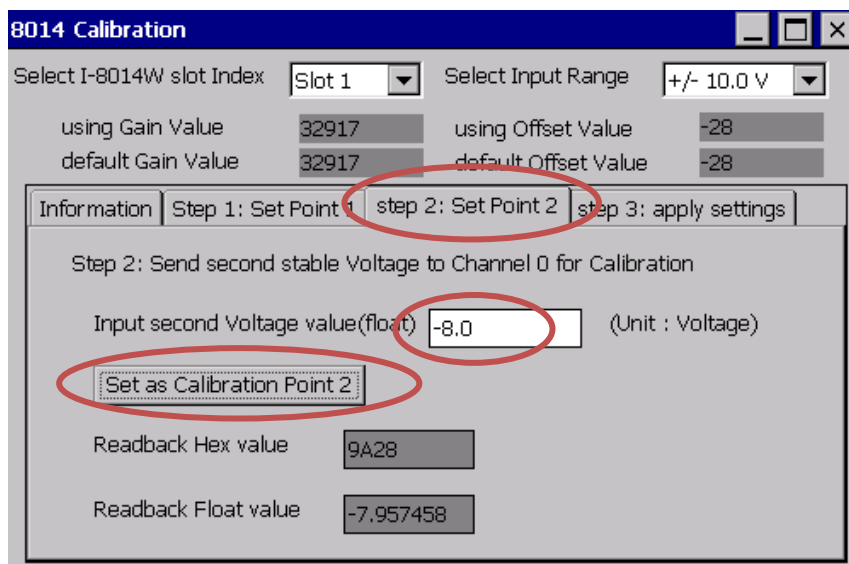 8014 Calibration
Select I-8014W slot Index Slot 1 Select Input Range +/- 10.0 V
using Gain Value 32917 using Offset Value -28
default Gain Value 32917 default Offset Value -28
Information Step 1: Set Point 1 step 2: Set Point 2 step 3: apply settings
Step 2: Send second stable Voltage to Channel 0 for Calibration
Input second Voltage value(float) -8.0 (Unit : Voltage)
Set as Calibration Point 2
Readback Hex value 9A28
Readback Float value -7.957458